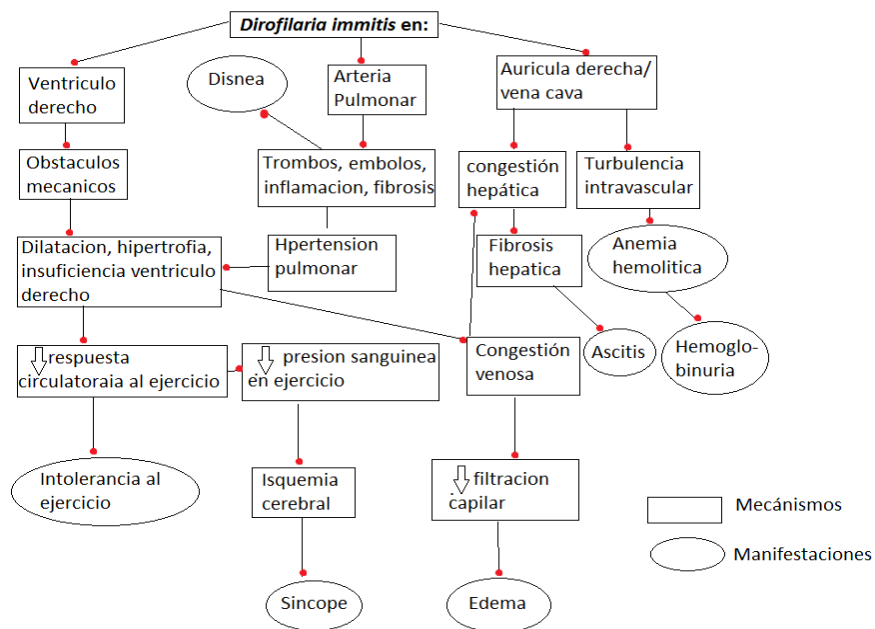 Dirofilaria immitis en:
Ventriculo
derecho
Disnea
Arteria
Pulmonar
Auricula derecha/
vena cava
Obstaculos
mecanicos
Trombos, embolos,
inflamacion, fibrosis
congestión
hepática
Turbulencia
intravascular
Dilatacion, hipertrofia,
insuficiencia ventriculo
derecho
Hpertension
pulmonar
Fibrosis
hepatica
Anemia
hemolitica
respuesta
circulatoraia al ejercicio
presion sanguinea
en ejercicio
Congestión
venosa
Ascitis
Hemoglo-
binuria
Intolerancia al
ejercicio
Isquemia
cerebral
filtracion
capilar
Mecánismos
Manifestaciones
Sincope
Edema